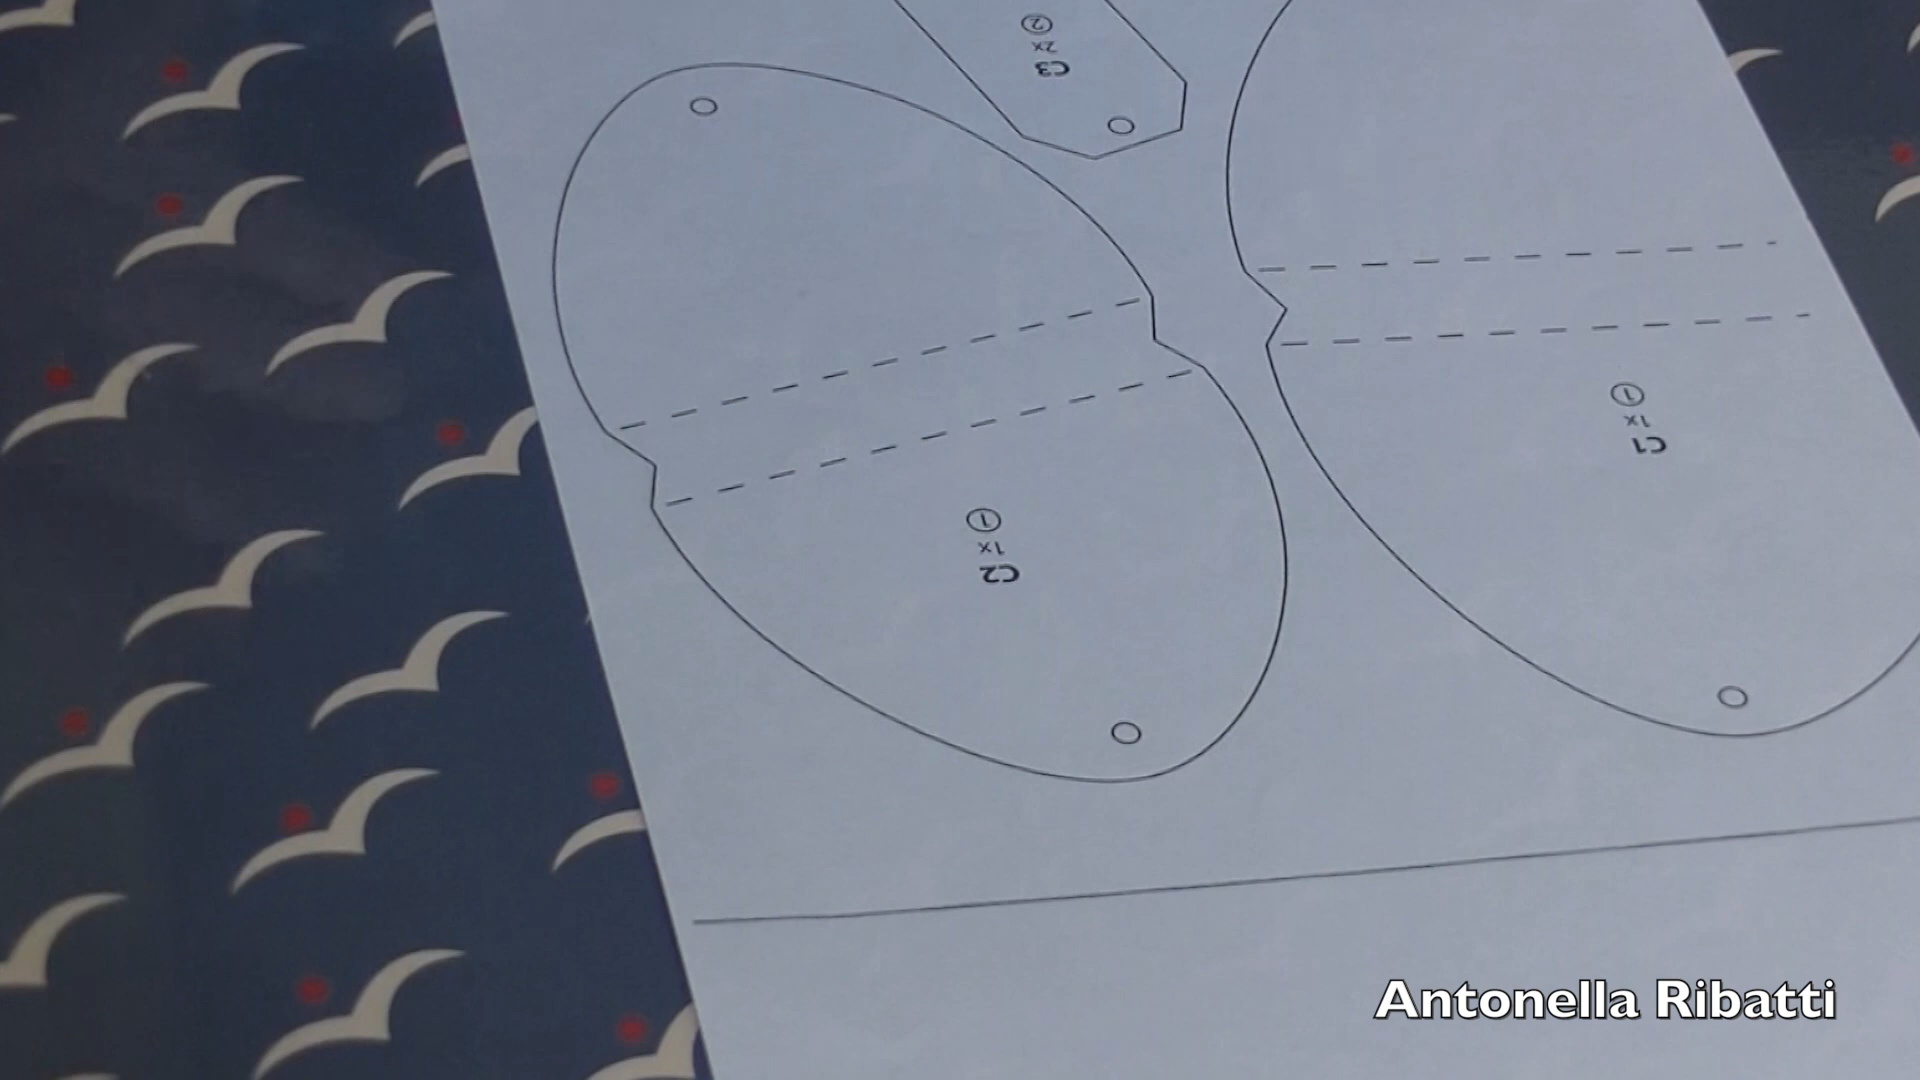 C3
2x
②
C1
1x
①
C2
1x
①
Antonella Ribatti